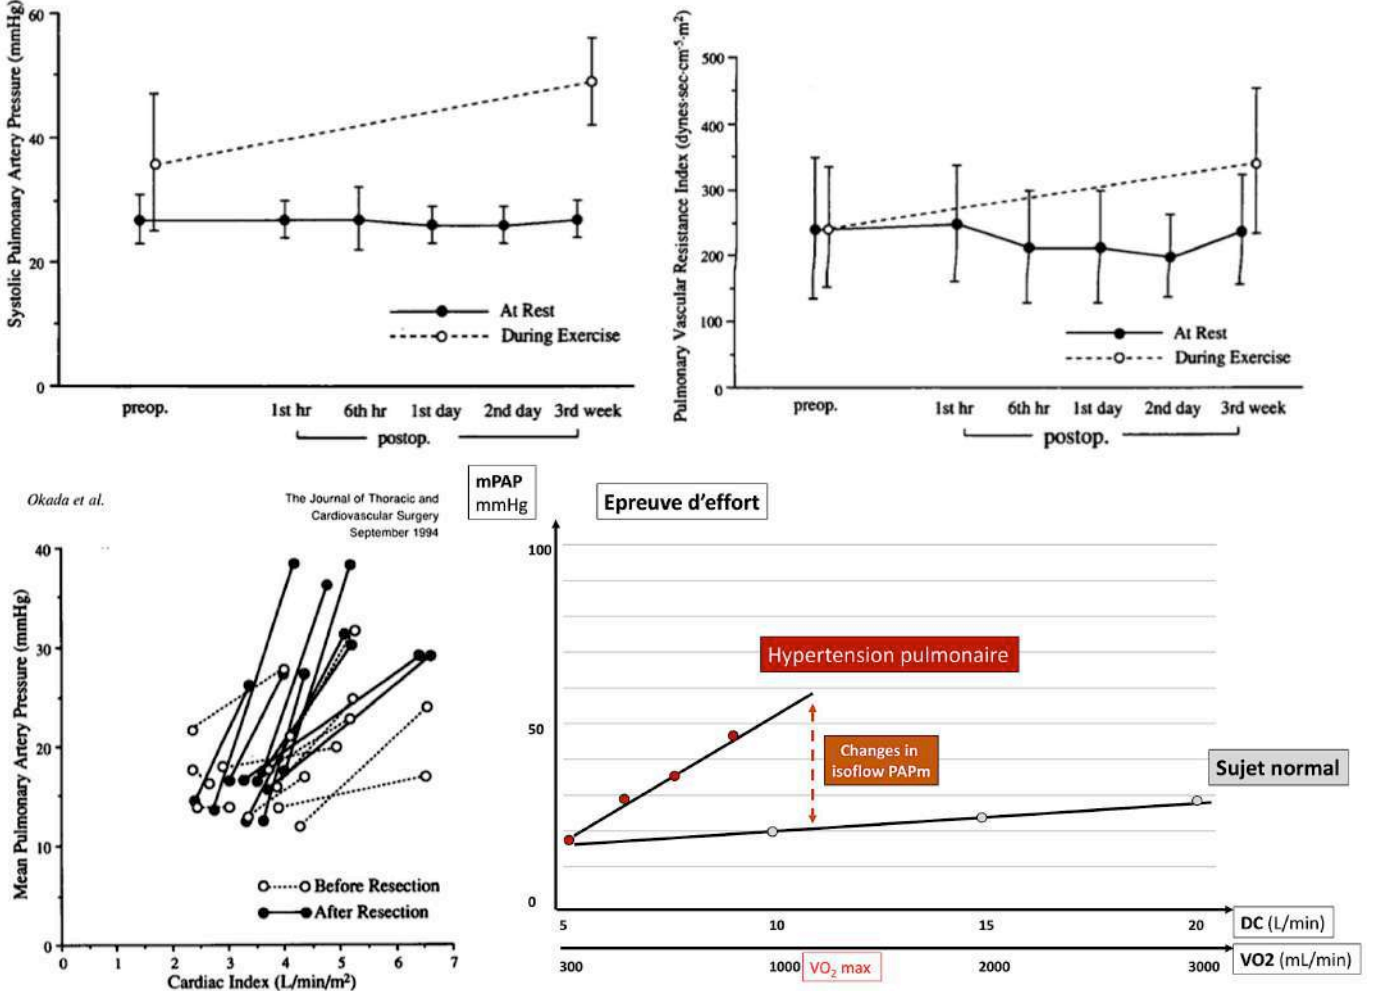 Systolic Pulmonary Artery Pressure (mmHg)
60
40
20
0
At Rest
During Exercise
preop.
1st hr
6th hr
1st day
2nd day
3rd week
postop.
Pulmonary Vascular Resistance Index (dynes·sec·cm⁻⁵·m²)
500
400
300
200
100
0
At Rest
During Exercise
preop.
1st hr
6th hr
1st day
2nd day
3rd week
postop.
Okada et al.
The Journal of Thoracic and
Cardiovascular Surgery
September 1994
Mean Pulmonary Artery Pressure (mmHg)
40
30
20
10
0
Before Resection
After Resection
0 1 2 3 4 5 6 7
Cardiac Index (L/min/m²)
mPAP
mmHg
Epreuve d'effort
100
50
0
Hypertension pulmonaire
Changes in
isoflow PAPm
Sujet normal
5 10 15 20
DC (L/min)
300 1000 VO₂ max 2000 3000
VO2 (mL/min)